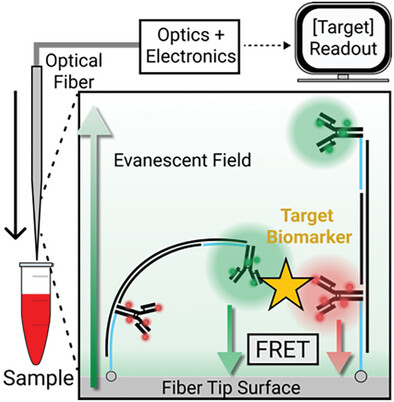 Optics +
Electronics
[Target]
Readout
Optical
Fiber
Evanescent Field
Target
Biomarker
FRET
Sample
Fiber Tip Surface